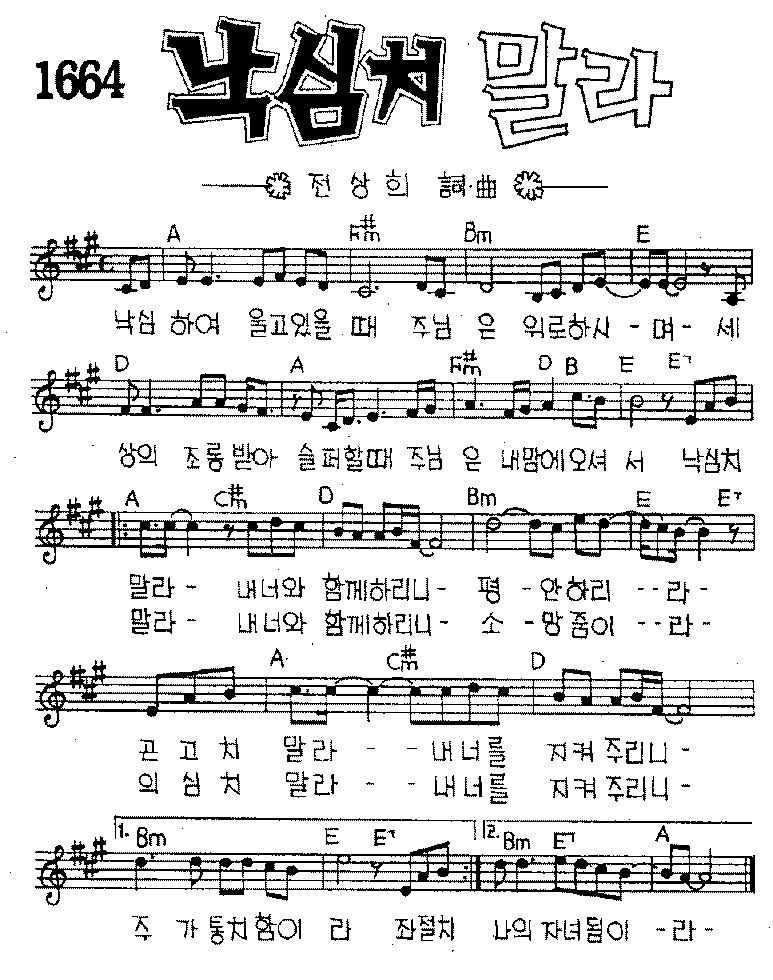 1664 낙심치 말라
전상희 詞·曲
A F#m Bm E
낙심 하여 울고있을 때 주님 은 위로하시 - 며 - 세
D A F#m D B E E7
상의 조롱 받아 슬퍼할때 주님 은 내맘에오셔 서 낙심치
A C#m D Bm E E7
말라 - 내너와 함께하리니 - 평 - 안하리 - - 라 -
말라 - 내너와 함께하리니 - 소 - 망줌이 - - 라 -
A C#m D
곤고치 말라 - - 내너를 지켜 주리니 -
의심치 말라 - - 내너를 지켜 주리니 -
1. Bm E E7 2. Bm E7 A
주 가 통치함이 라 좌절치 나의 자녀됨이 - 라 -